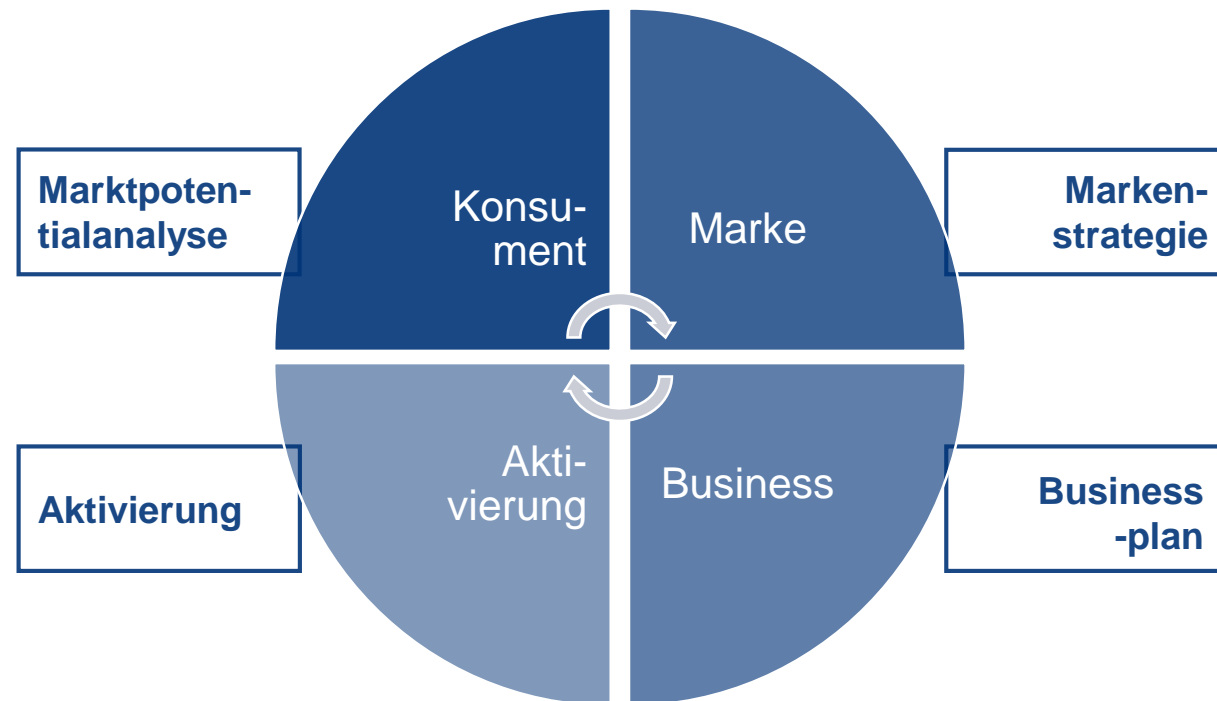 Marktpoten-
tialanalyse
Konsu-
ment
Marke
Marken-
strategie
Aktivierung
Akti-
vierung
Business
Business
-plan